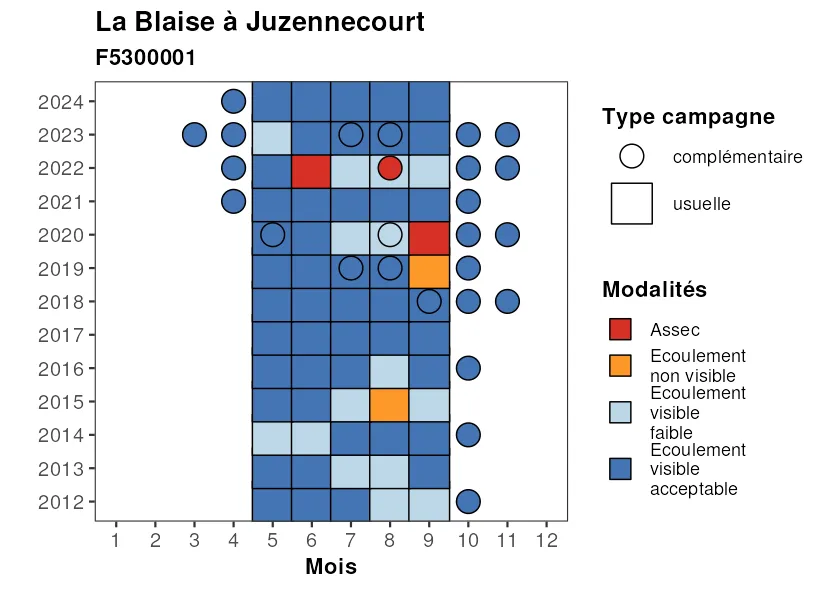 La Blaise à Juzennecourt
F5300001
2024
2023
2022
2021
2020
2019
2018
2017
2016
2015
2014
2013
2012
1 2 3 4 5 6 7 8 9 10 11 12
Mois
Type campagne
complémentaire
usuelle
Modalités
Assec
Ecoulement
non visible
Ecoulement
visible
faible
Ecoulement
visible
acceptable